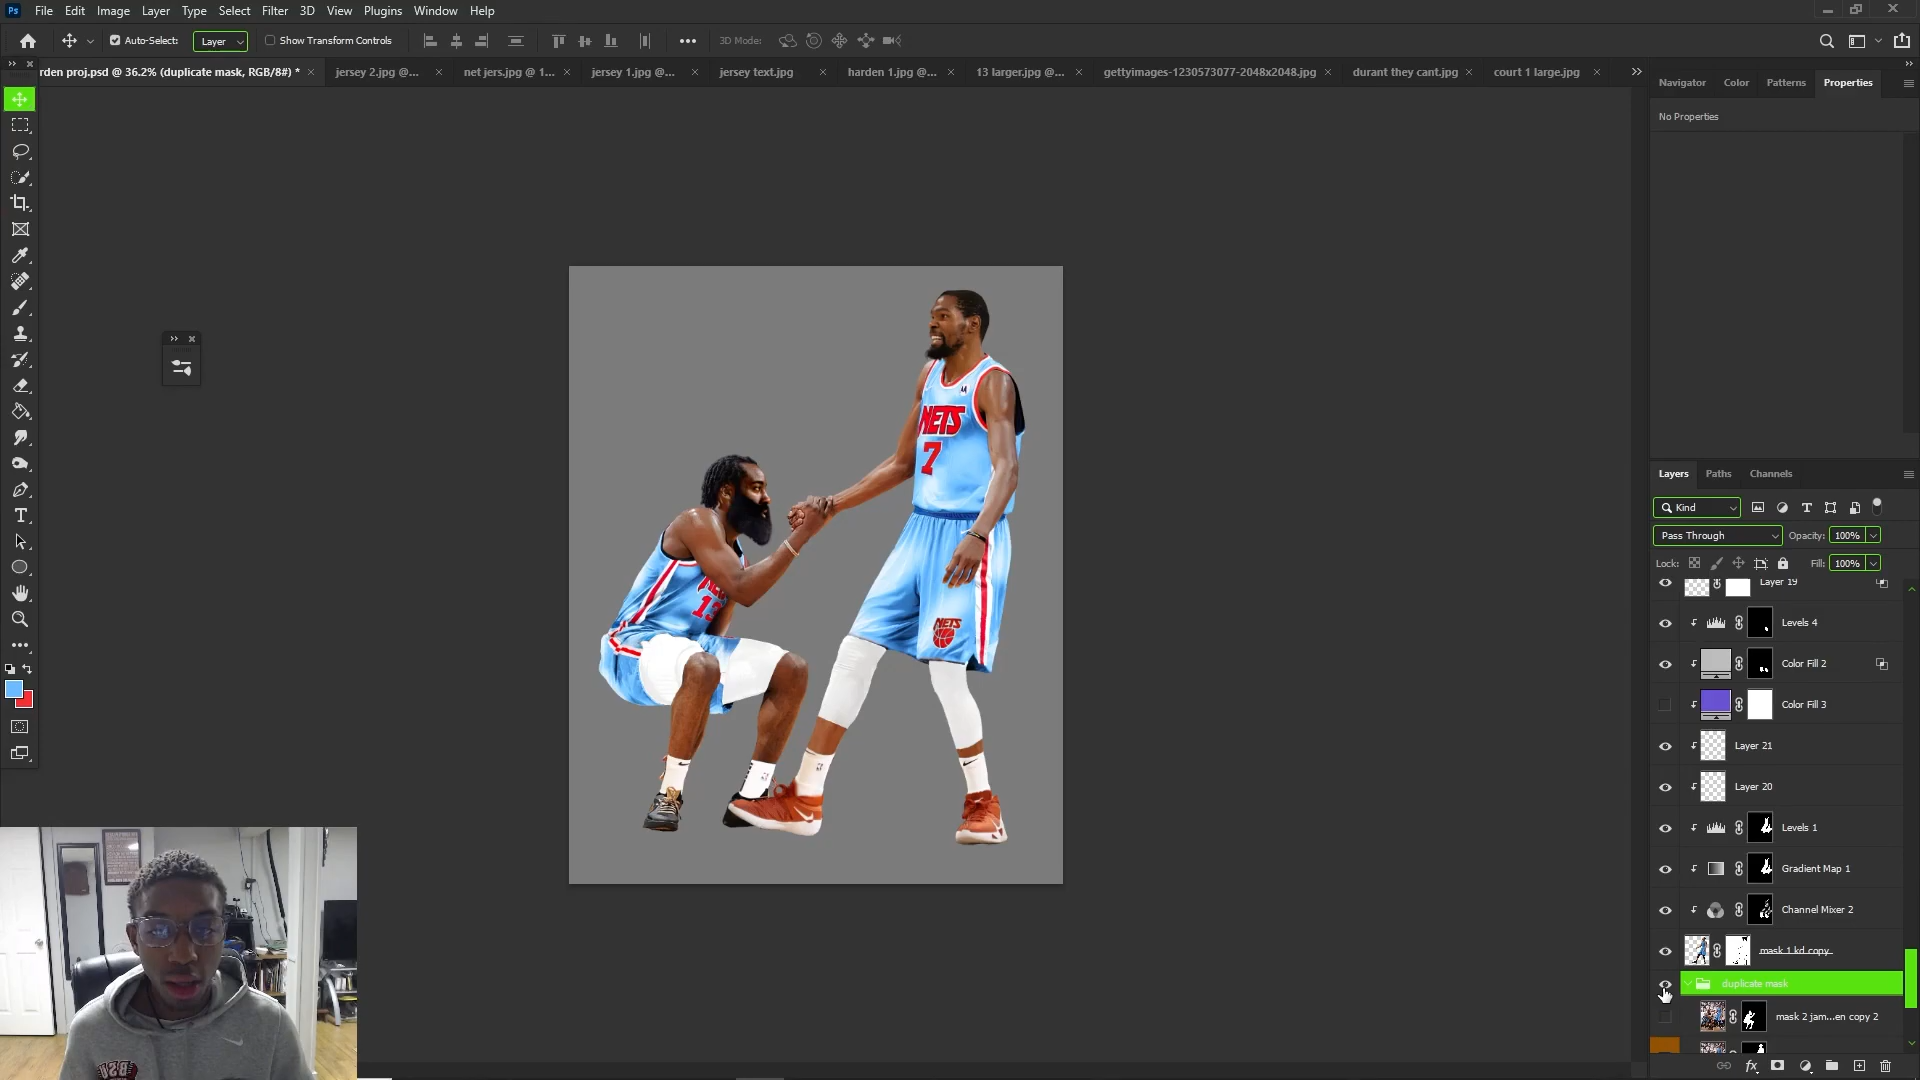 Ps File Edit Image Layer Type Select Filter 3D View Plugins Window Help
Auto-Select: Layer Show Transform Controls 3D Mode:
rden proj.psd @ 36.2% (duplicate mask, RGB/8#) * jersey 2.jpg @... net jers.jpg @ 1... jersey 1.jpg @... jersey text.jpg harden 1.jpg @... 13 larger.jpg @... gettyimages-1230573077-2048x2048.jpg durant they cant.jpg court 1 large.jpg
Navigator Color Patterns Properties
No Properties
NETS
7
13
NETS
Layers Paths Channels
Kind
Pass Through Opacity: 100%
Lock: Fill: 100%
Layer 19
Levels 4
Color Fill 2
Color Fill 3
Layer 21
Layer 20
Levels 1
Gradient Map 1
Channel Mixer 2
mask 1 kd copy
duplicate mask
mask 2 jam...en copy 2
fx